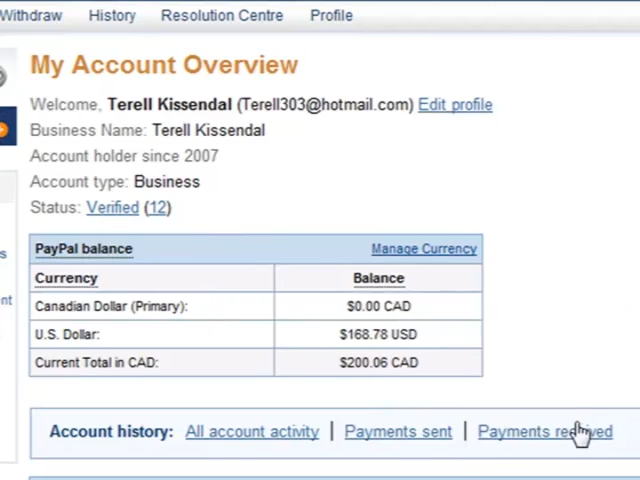 Withdraw History Resolution Centre Profile
My Account Overview
Welcome, Terell Kissendal (Terell303@hotmail.com) Edit profile
Business Name: Terell Kissendal
Account holder since 2007
Account type: Business
Status: Verified (12)
PayPal balance Manage Currency
Currency Balance
Canadian Dollar (Primary): $0.00 CAD
U.S. Dollar: $168.78 USD
Current Total in CAD: $200.06 CAD
Account history: All account activity | Payments sent | Payments received